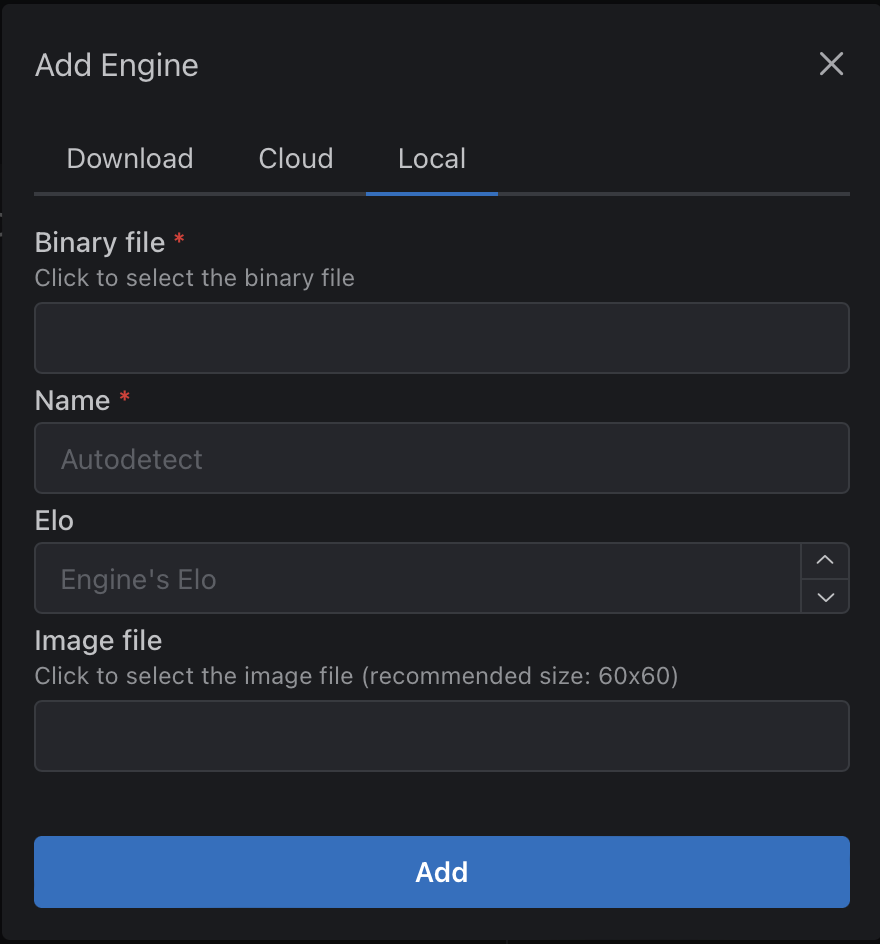 Add Engine
Download Cloud Local
Binary file *
Click to select the binary file
Name *
Autodetect
Elo
Engine's Elo
Image file
Click to select the image file (recommended size: 60x60)
Add